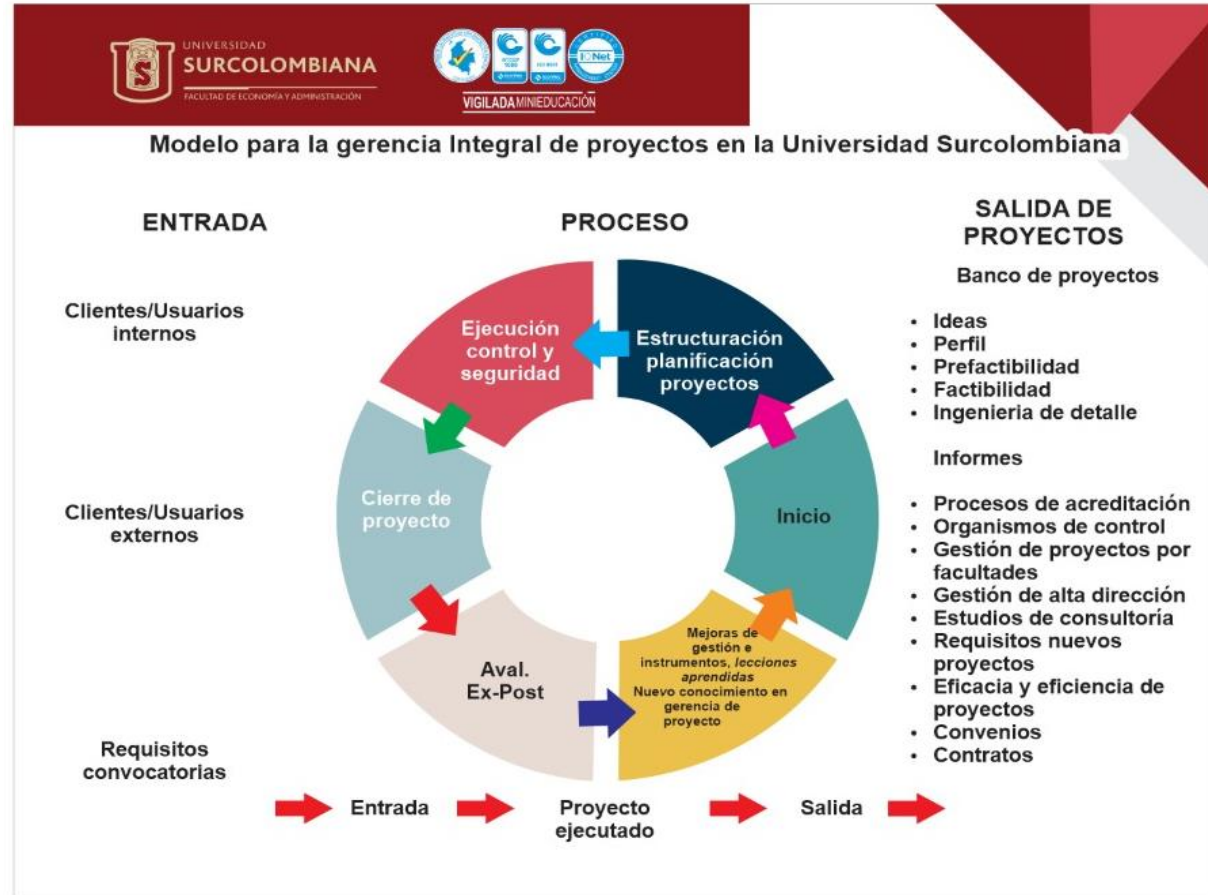 UNIVERSIDAD
SURCOLOMBIANA
FACULTAD DE ECONOMÍA Y ADMINISTRACIÓN
IQNet
VIGILADA MINIEDUCACIÓN
Modelo para la gerencia Integral de proyectos en la Universidad Surcolombiana
ENTRADA
Clientes/Usuarios
internos
Clientes/Usuarios
externos
Requisitos
convocatorias
PROCESO
Ejecución
control y
seguridad
Estructuración
planificación
proyectos
Cierre de
proyecto
Inicio
Aval.
Ex-Post
Mejoras de
gestión e
instrumentos, lecciones
aprendidas
Nuevo conocimiento en
gerencia de
proyecto
SALIDA DE
PROYECTOS
Banco de proyectos
• Ideas
• Perfil
• Prefactibilidad
• Factibilidad
• Ingenieria de detalle
Informes
• Procesos de acreditación
• Organismos de control
• Gestión de proyectos por
facultades
• Gestión de alta dirección
• Estudios de consultoría
• Requisitos nuevos
proyectos
• Eficacia y eficiencia de
proyectos
• Convenios
• Contratos
Entrada
Proyecto
ejecutado
Salida